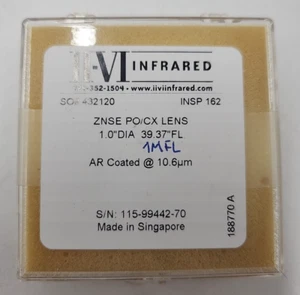 II-VI INFRARED
-352-1504 • www.iiviinfrared.com
SO# 432120 INSP 162
ZNSE PO/CX LENS
1.0"DIA 39.37"FL
1MFL
AR Coated @ 10.6µm
S/N: 115-99442-70
Made in Singapore
188770 A